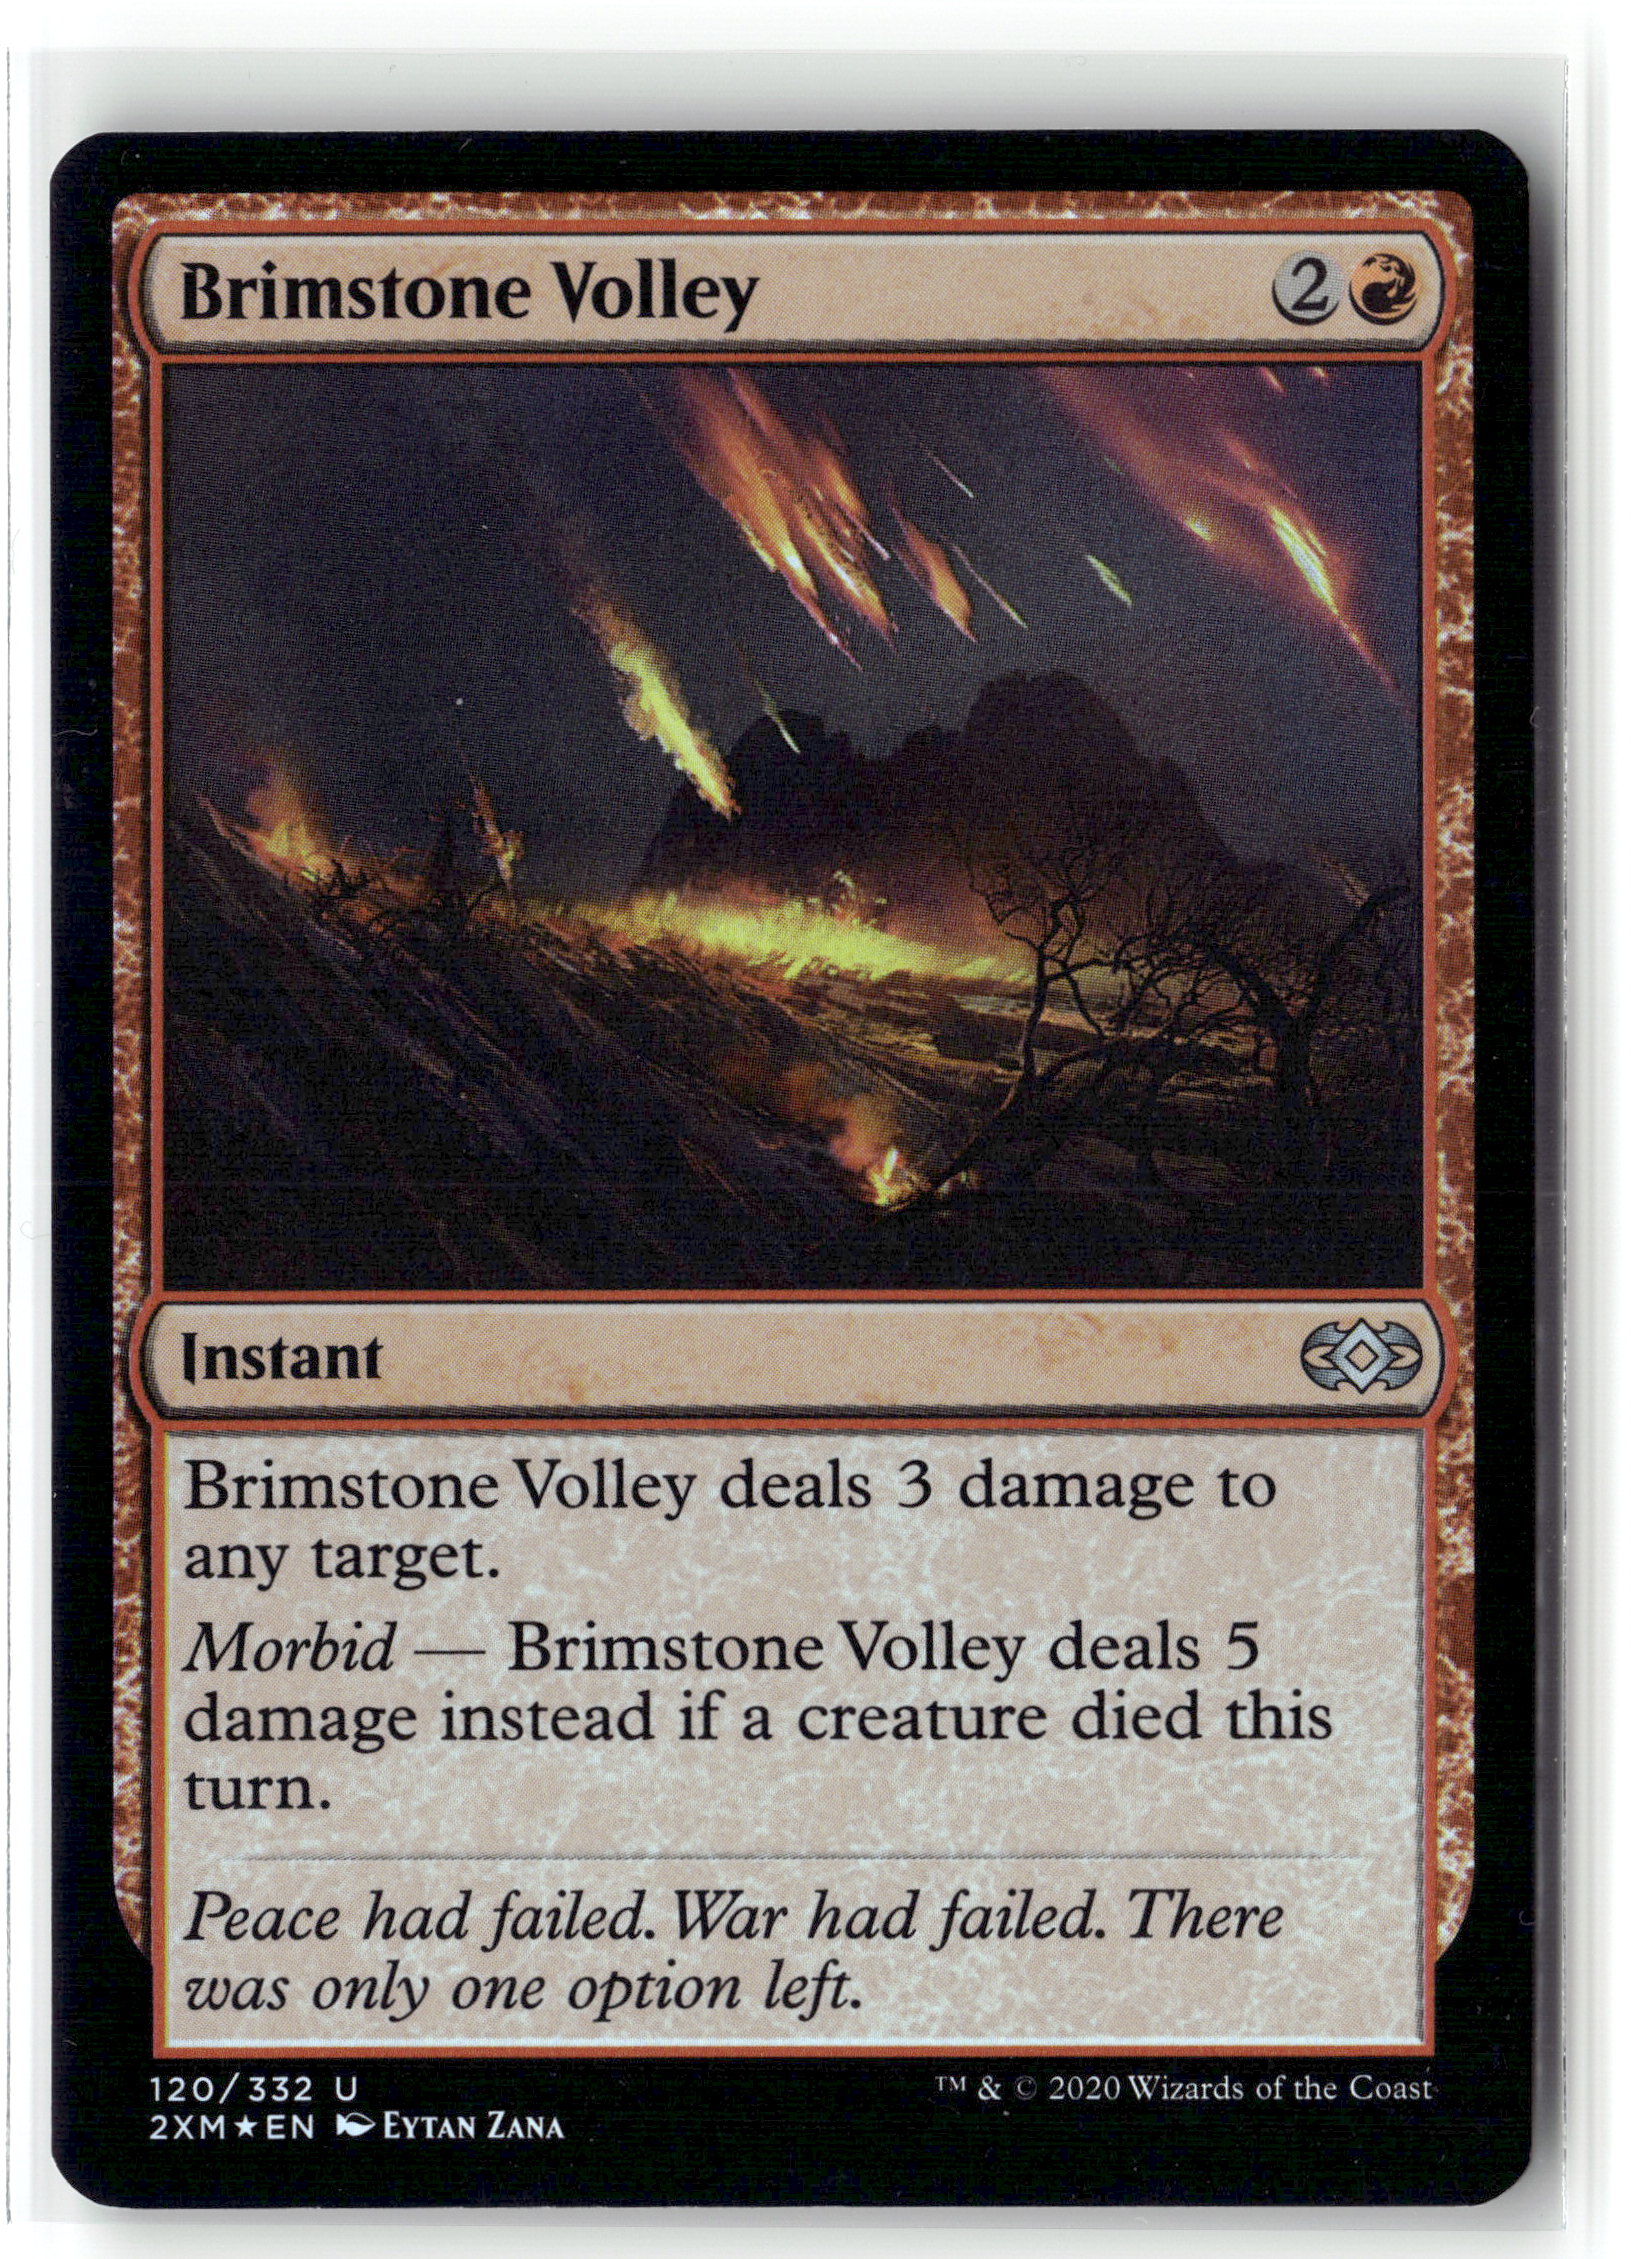 Brimstone Volley 2
Instant
Brimstone Volley deals 3 damage to
any target.
Morbid — Brimstone Volley deals 5
damage instead if a creature died this
turn.
Peace had failed. War had failed. There
was only one option left.
120/332 U
2XM★EN EYTAN ZANA
™ & © 2020 Wizards of the Coast